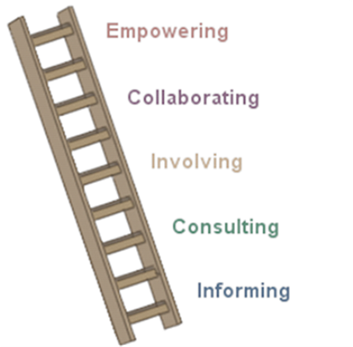 Empowering
Collaborating
Involving
Consulting
Informing